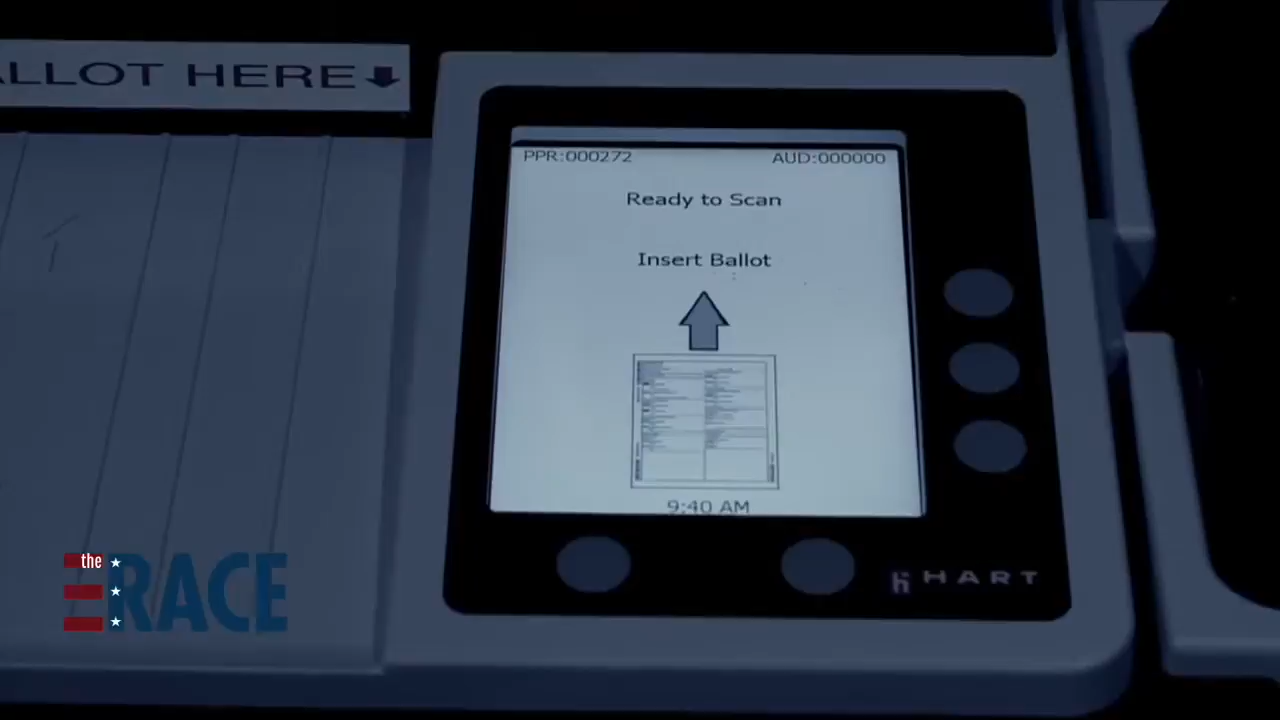 ALLOT HERE
PPR:000272 AUD:000000
Ready to Scan
Insert Ballot
9:40 AM
HART
the
RACE